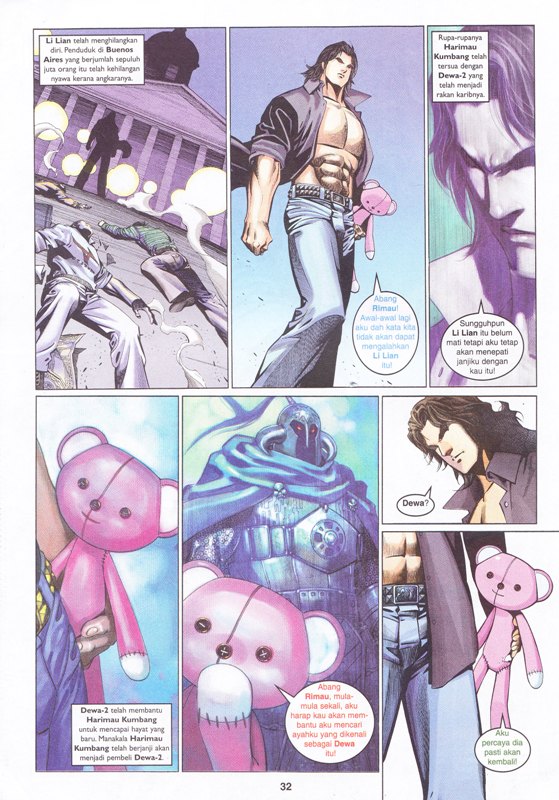 Li Lian telah menghilangkan
diri. Penduduk di Buenos
Aires yang berjumlah sepuluh
juta orang itu telah kehilangan
nyawa kerana angkaranya.
Abang
Rimau!
Awal-awal lagi
aku dah kata kita
tidak akan dapat
mengalahkan
Li Lian
itu!
Rupa-rupanya
Harimau
Kumbang telah
tersua dengan
Dewa-2 yang
telah menjadi
rakan karibnya.
Sungguhpun
Li Lian itu belum
mati tetapi aku tetap
akan menepati
janjiku dengan
kau itu!
Dewa-2 telah membantu
Harimau Kumbang
untuk mencapai hayat yang
baru. Manakala Harimau
Kumbang telah berjanji akan
menjadi pembeli Dewa-2.
Abang
Rimau, mula-
mula sekali, aku
harap kau akan mem-
bantu aku mencari
ayahku yang dikenali
sebagai Dewa
itu!
Dewa?
Aku
percaya dia
pasti akan
kembali!
32